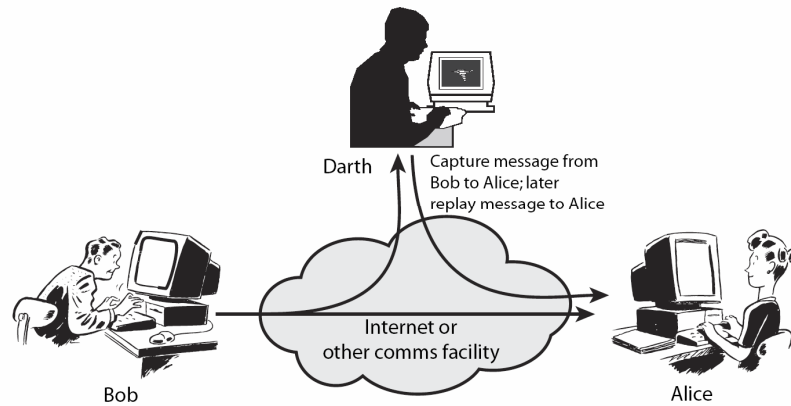 Darth
Capture message from
Bob to Alice; later
replay message to Alice
Internet or
other comms facility
Bob
Alice